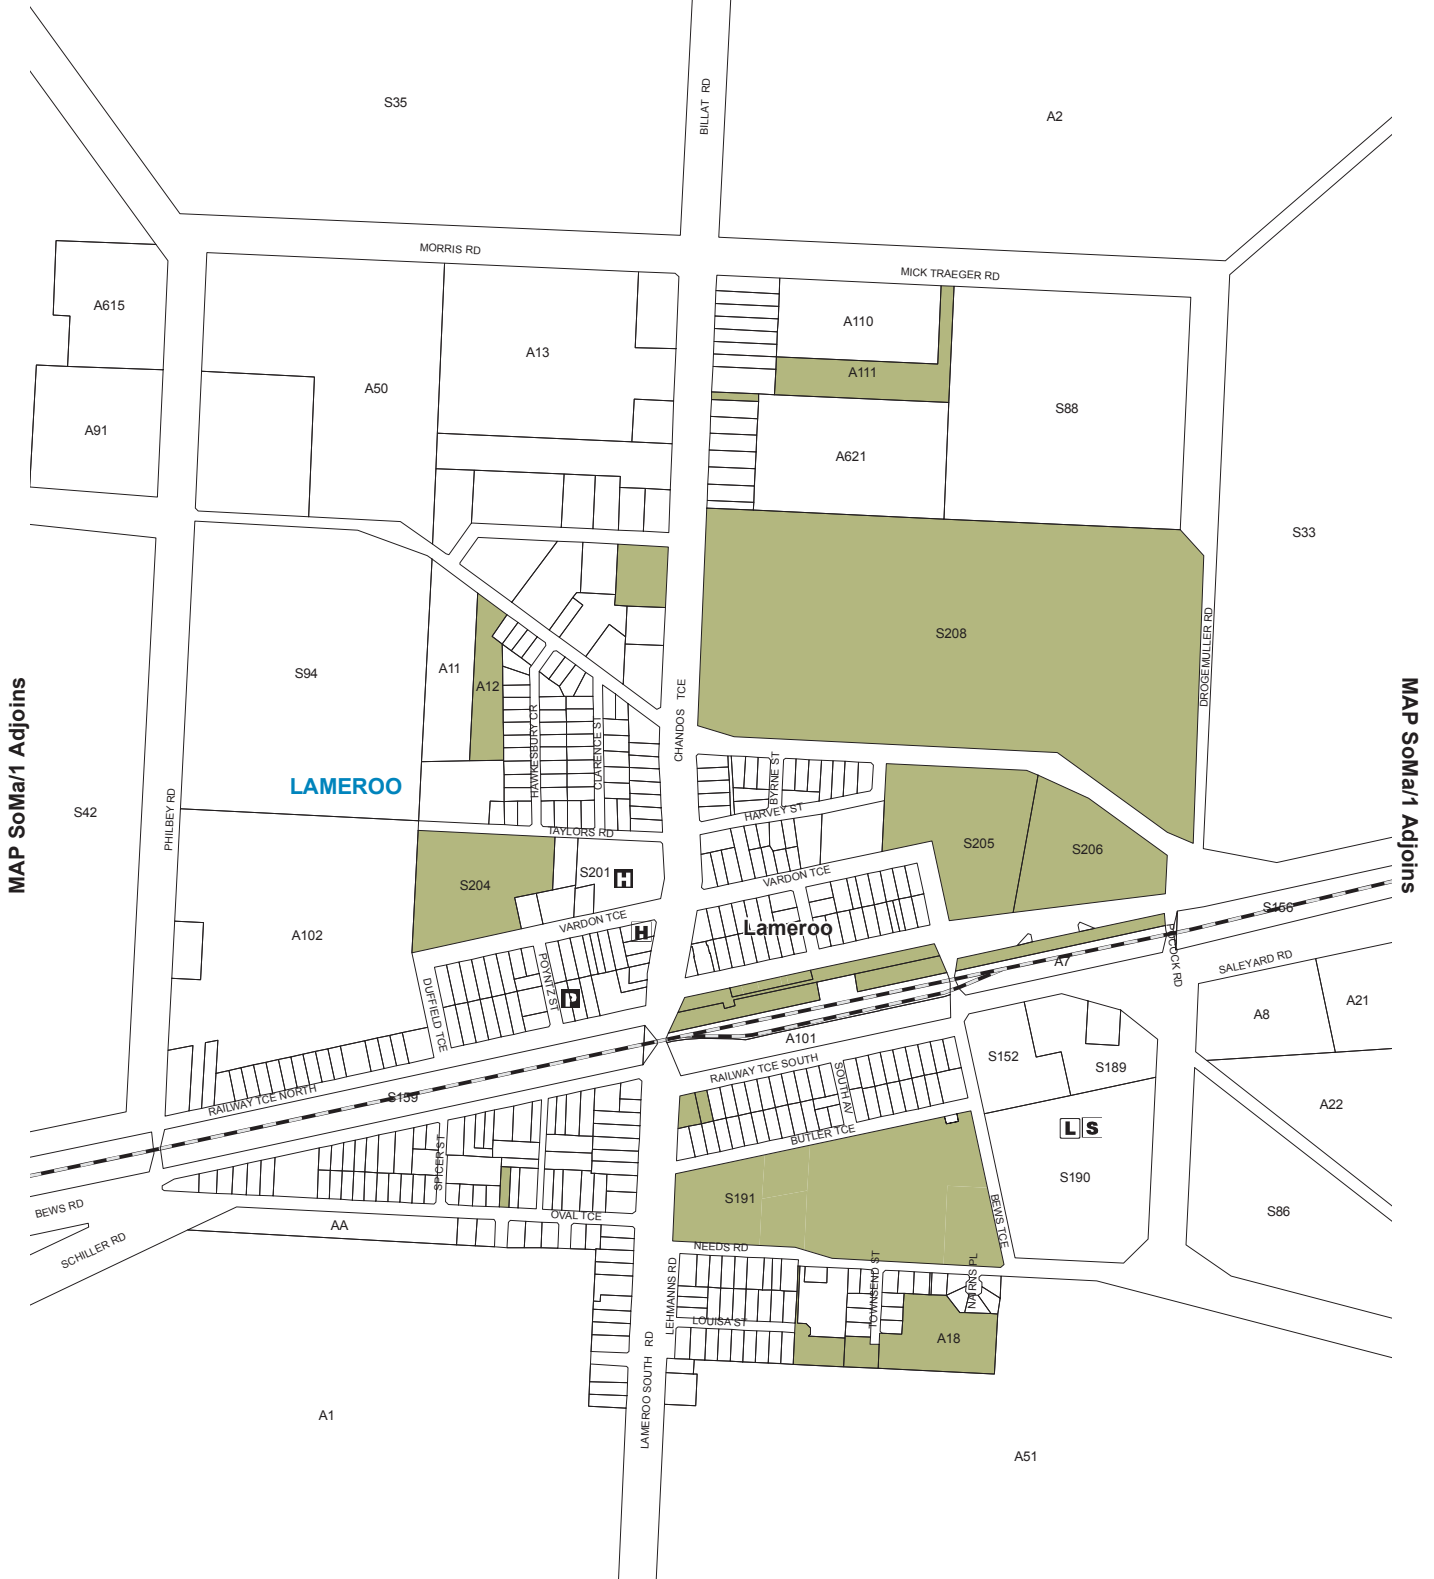 S35
BILLAT RD
A2
MORRIS RD
MICK TRAEGER RD
A615
A110
A13
A111
A50
S88
A91
A621
S33
S208
DROGEMULLER RD
S94
A11
A12
MAP SoMa/1 Adjoins
MAP SoMa/1 Adjoins
CHANDOS TCE
HAWKESBURY CR
CLARENCE ST
BYRNE ST
LAMEROO
S42
PHILBEY RD
HARVEY ST
TAYLORS RD
S205
S206
S201
H
VARDON TCE
S204
S156
VARDON TCE
H
Lameroo
A102
POCOCK RD
A7
SALEYARD RD
POYNTZ ST
DUFFIELD TCE
P
A21
A8
A101
S152
RAILWAY TCE SOUTH
S189
SOUTH AV
RAILWAY TCE NORTH
S159
A22
BUTLER TCE
L S
SPICER ST
S190
S191
BEWS RD
OVAL TCE
AA
BEWS TCE
S86
SCHILLER RD
NEEDS RD
LEHMANNS RD
TOWNSEND ST
NAIRNS PL
LOUISA ST
A18
LAMEROO SOUTH RD
A1
A51